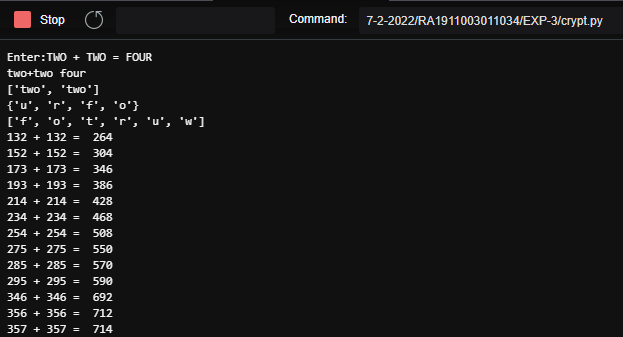 Stop Command: 7-2-2022/RA1911003011034/EXP-3/crypt.py
Enter:TWO + TWO = FOUR
two+two four
['two', 'two']
{'u', 'r', 'f', 'o'}
['f', 'o', 't', 'r', 'u', 'w']
132 + 132 =  264
152 + 152 =  304
173 + 173 =  346
193 + 193 =  386
214 + 214 =  428
234 + 234 =  468
254 + 254 =  508
275 + 275 =  550
285 + 285 =  570
295 + 295 =  590
346 + 346 =  692
356 + 356 =  712
357 + 357 =  714